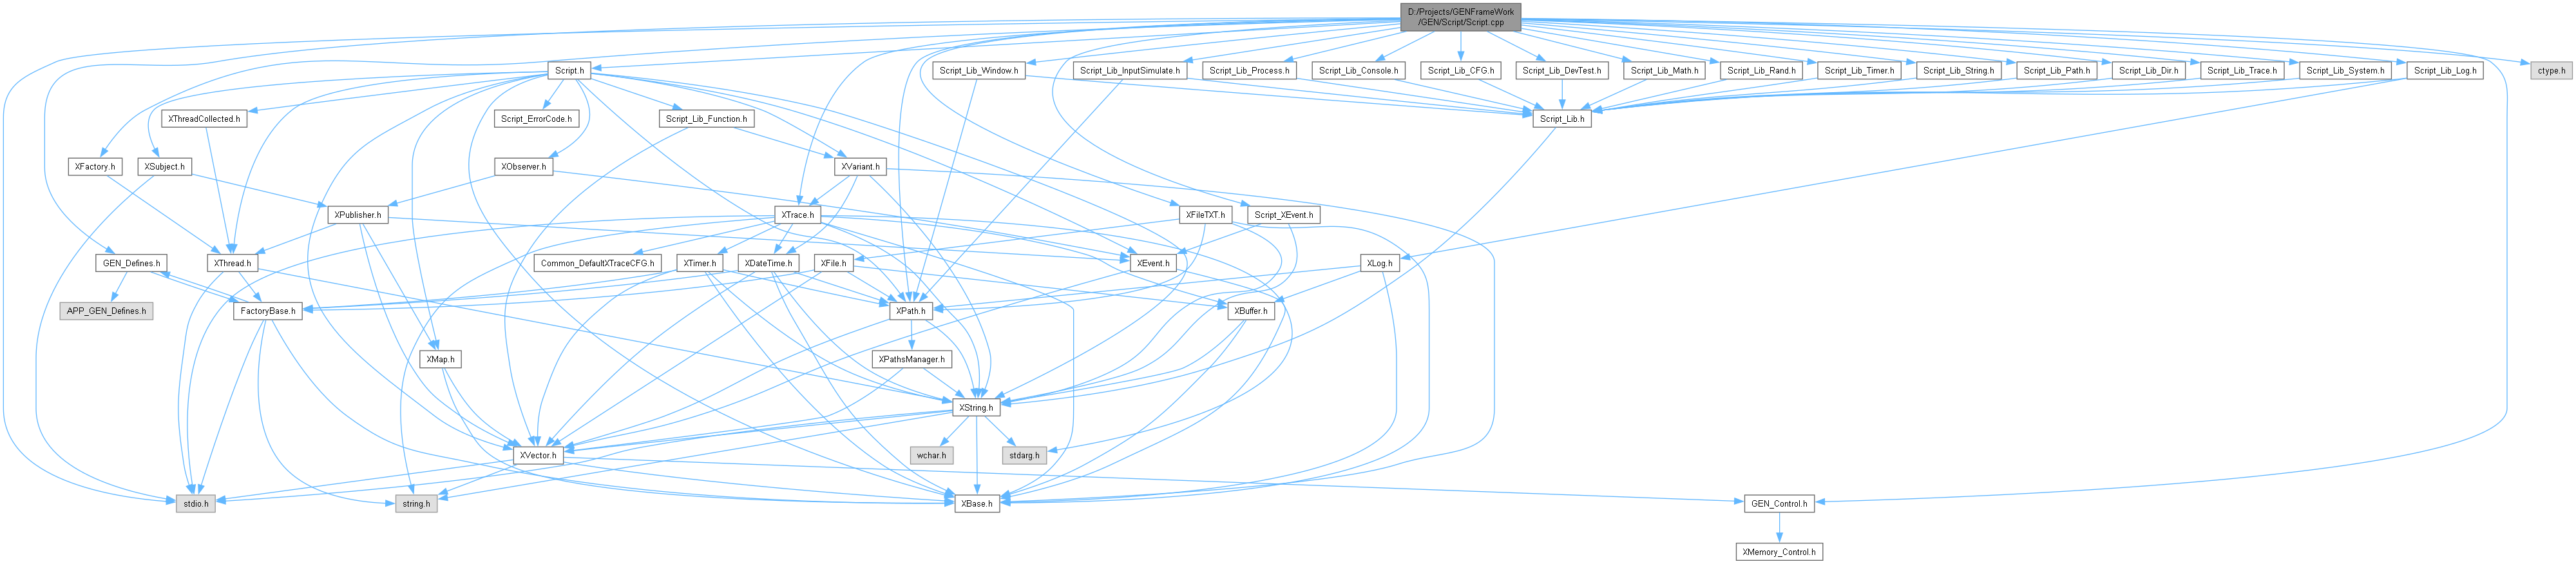 D:/Projects/GENFrameWork
/GEN/Script/Script.cpp
Script.h
Script_Lib_Window.h
Script_Lib_InputSimulate.h
Script_Lib_Process.h
Script_Lib_Console.h
Script_Lib_CFG.h
Script_Lib_DevTest.h
Script_Lib_Math.h
Script_Lib_Rand.h
Script_Lib_Timer.h
Script_Lib_String.h
Script_Lib_Path.h
Script_Lib_Dir.h
Script_Lib_Trace.h
Script_Lib_System.h
Script_Lib_Log.h
ctype.h
XThreadCollected.h
Script_ErrorCode.h
Script_Lib_Function.h
Script_Lib.h
XFactory.h
XSubject.h
XObserver.h
XVariant.h
XPublisher.h
XTrace.h
XFileTXT.h
Script_XEvent.h
GEN_Defines.h
XThread.h
Common_DefaultXTraceCFG.h
XTimer.h
XDateTime.h
XFile.h
XEvent.h
XLog.h
APP_GEN_Defines.h
FactoryBase.h
XPath.h
XBuffer.h
XMap.h
XPathsManager.h
XString.h
wchar.h
stdarg.h
XVector.h
stdio.h
string.h
XBase.h
GEN_Control.h
XMemory_Control.h